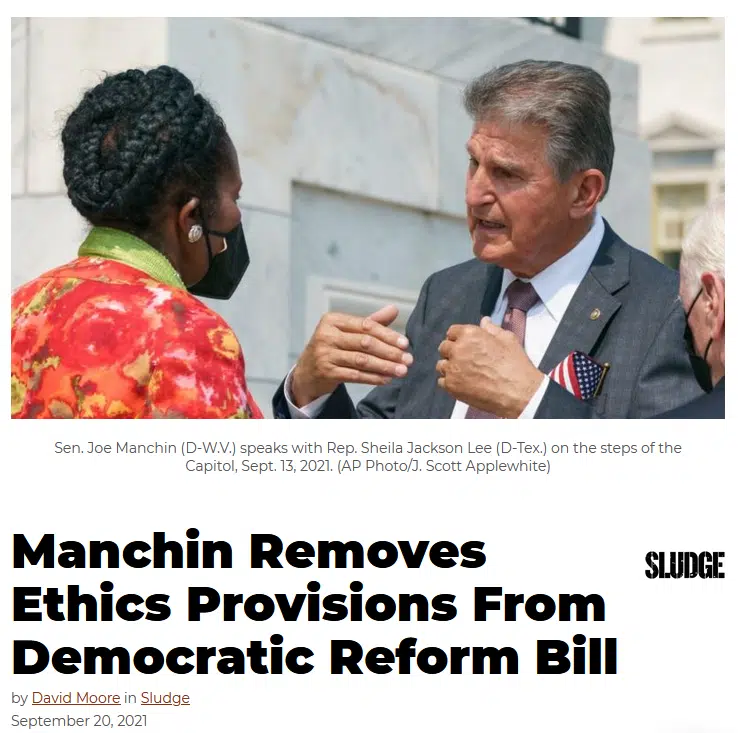 Sen. Joe Manchin (D-W.V.) speaks with Rep. Sheila Jackson Lee (D-Tex.) on the steps of the
Capitol, Sept. 13, 2021. (AP Photo/J. Scott Applewhite)
Manchin Removes
Ethics Provisions From
Democratic Reform Bill
SLUDGE
by David Moore in Sludge
September 20, 2021